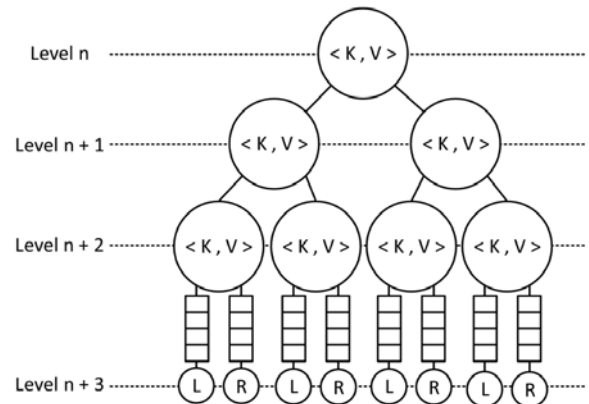 Level n < K , V >
Level n + 1 < K , V > < K , V >
Level n + 2 < K , V > < K , V > < K , V > < K , V >
Level n + 3 L R L R L R L R